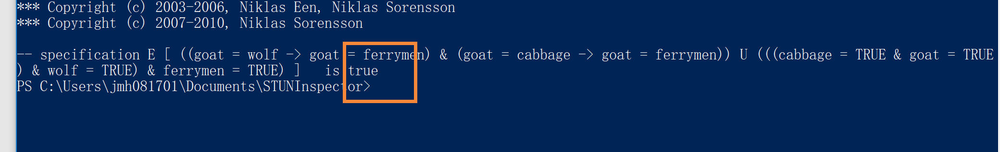 *** Copyright (c) 2003-2006, Niklas Een, Niklas Sorensson
*** Copyright (c) 2007-2010, Niklas Sorensson
-- specification E [ ((goat = wolf -> goat = ferrymen) & (goat = cabbage -> goat = ferrymen)) U (((cabbage = TRUE & goat = TRUE
) & wolf = TRUE) & ferrymen = TRUE) ]   is true
PS C:\Users\jmh081701\Documents\STUNInspector>